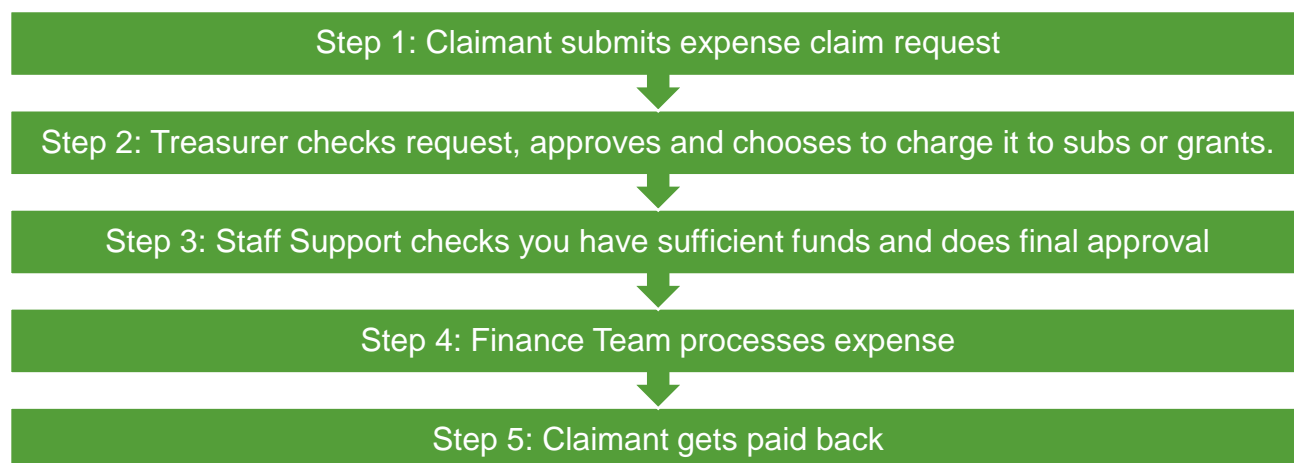 Step 1: Claimant submits expense claim request
Step 2: Treasurer checks request, approves and chooses to charge it to subs or grants.
Step 3: Staff Support checks you have sufficient funds and does final approval
Step 4: Finance Team processes expense
Step 5: Claimant gets paid back